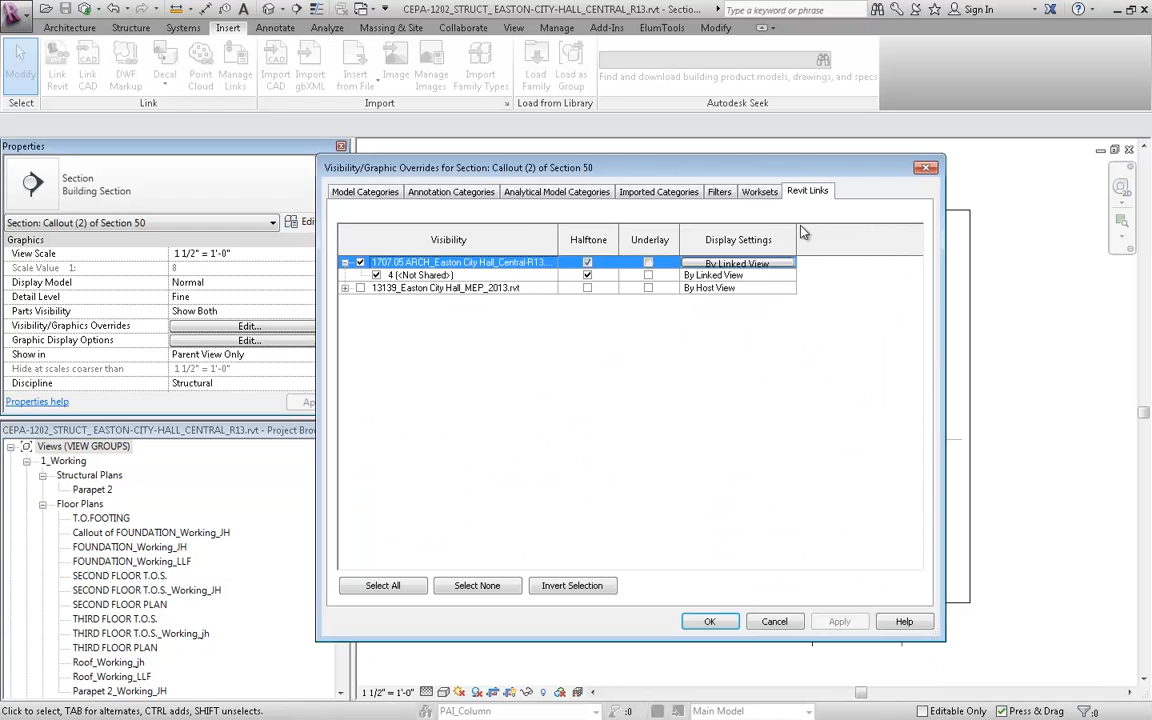 CEPA-1202_STRUCT_EASTON-CITY-HALL_CENTRAL_R13.rvt - Sectio...
Type a keyword or phrase
Sign In
Architecture Structure Systems Insert Annotate Analyze Massing & Site Collaborate View Manage Add-Ins ElumTools Modify
Modify
Link Revit
Link CAD
DWF Markup
Decal
Point Cloud
Manage Links
Import CAD
Import gbXML
Insert from File
Image
Manage Images
Import Family Types
Load Family
Load as Group
Find and download building product models, drawings, and specs
Select Link Import Load from Library Autodesk Seek
Properties
Section
Building Section
Section: Callout (2) of Section 50
Edi
Graphics
View Scale 1 1/2" = 1'-0"
Scale Value 1: 8
Display Model Normal
Detail Level Fine
Parts Visibility Show Both
Visibility/Graphics Overrides Edit...
Graphic Display Options Edit...
Show in Parent View Only
Hide at scales coarser than 1 1/2" = 1'-0"
Discipline Structural
Properties help
Ap
CEPA-1202_STRUCT_ EASTON-CITY-HALL_CENTRAL_R13.rvt - Project Brow
Views (VIEW GROUPS)
1_Working
Structural Plans
Parapet 2
Floor Plans
T.O.FOOTING
Callout of FOUNDATION_Working_JH
FOUNDATION_Working_JH
FOUNDATION_Working_LLF
SECOND FLOOR T.O.S.
SECOND FLOOR T.O.S._Working_JH
SECOND FLOOR PLAN
THIRD FLOOR T.O.S.
THIRD FLOOR T.O.S._Working_jh
THIRD FLOOR PLAN
Roof_Working_jh
Roof_Working_LLF
Parapet 2_Working_JH
Visibility/Graphic Overrides for Section: Callout (2) of Section 50
Model Categories Annotation Categories Analytical Model Categories Imported Categories Filters Worksets Revit Links
Visibility Halftone Underlay Display Settings
1707.05 ARCH_Easton City Hall_Central-R13... By Linked View
4 (<Not Shared>) By Linked View
13139_Easton City Hall_MEP_2013.rvt By Host View
Select All Select None Invert Selection
OK Cancel Apply Help
1 1/2" = 1'-0"
Click to select, TAB for alternates, CTRL adds, SHIFT unselects.
PAI_Column
:0
Main Model
Editable Only
Press & Drag
:0